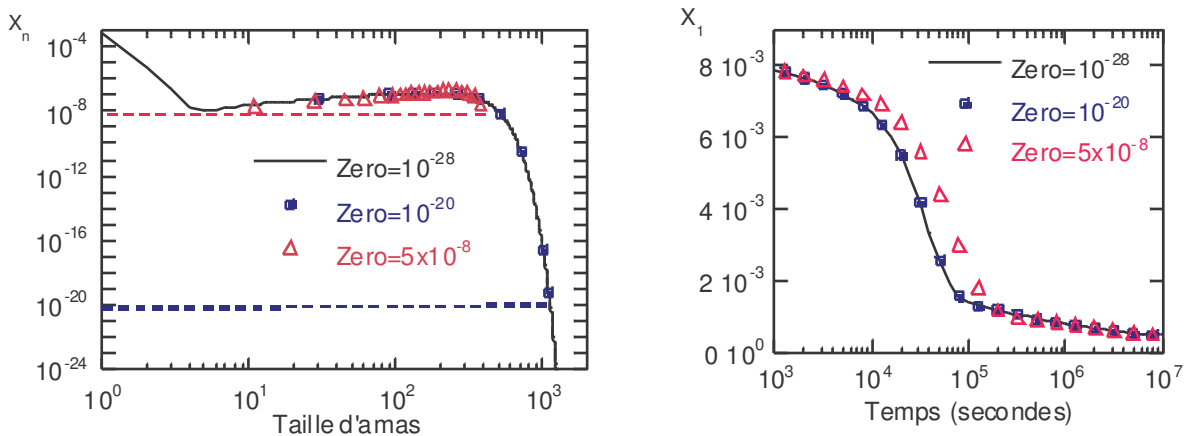 X_n
10^-4
10^-8
10^-12
10^-16
10^-20
10^-24
10^0
10^1
10^2
10^3
Taille d'amas
Zero=10^-28
Zero=10^-20
Zero=5x10^-8
X_1
8 10^-3
6 10^-3
4 10^-3
2 10^-3
0 10^0
10^3
10^4
10^5
10^6
10^7
Temps (secondes)
Zero=10^-28
Zero=10^-20
Zero=5x10^-8